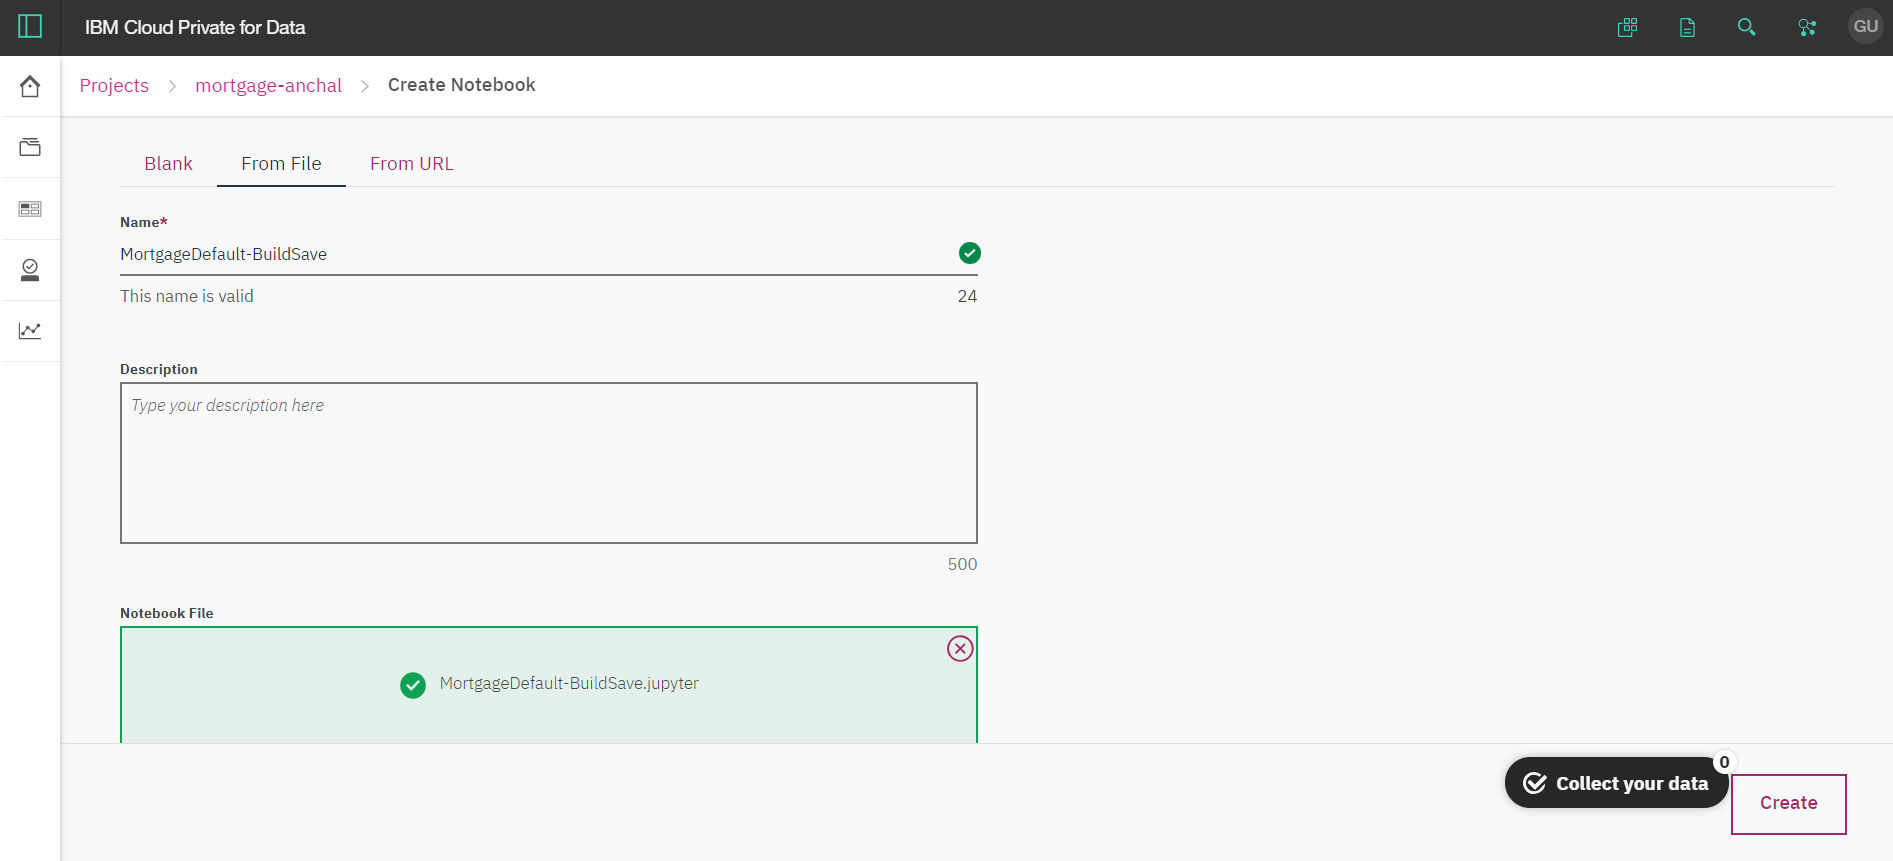 IBM Cloud Private for Data
GU
Projects > mortgage-anchal > Create Notebook
Blank From File From URL
Name*
MortgageDefault-BuildSave
This name is valid 24
Description
Type your description here
500
Notebook File
MortgageDefault-BuildSave.jupyter
0
Collect your data
Create